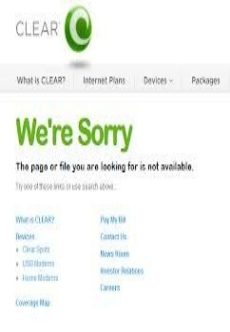 CLEAR
What is CLEAR? Internet Plans Devices Packages
We're Sorry
The page or file you are looking for is not available.
Try one of these links or use search above...
What is CLEAR?
Devices
Clear Spots
USB Modems
Home Modems
Coverage Map
Pay My Bill
Contact Us
News Room
Investor Relations
Careers